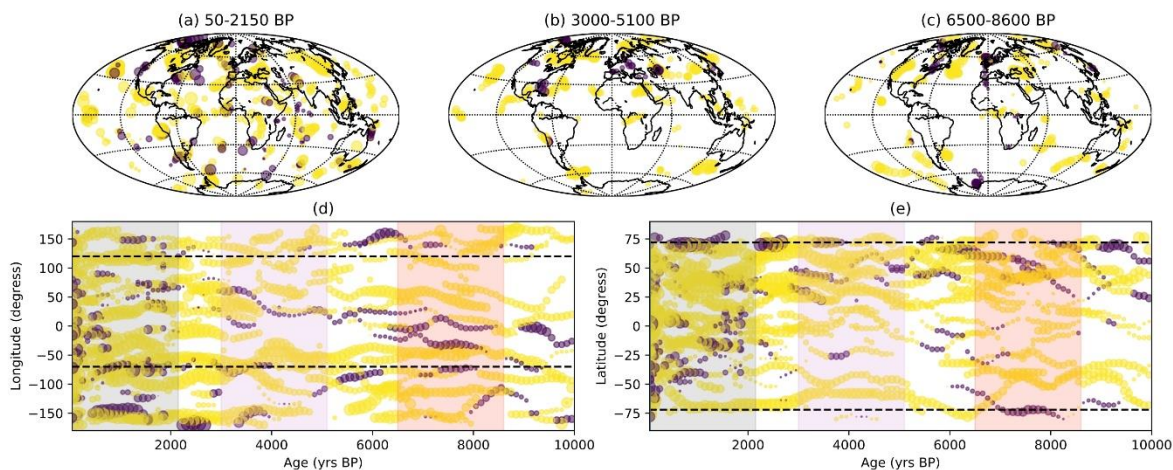 (a) 50-2150 BP
(b) 3000-5100 BP
(c) 6500-8600 BP
(d)
(e)
150
100
50
0
−50
−100
−150
Longitude (degress)
2000
4000
6000
8000
10000
Age (yrs BP)
75
50
25
0
−25
−50
−75
Latitude (degress)
2000
4000
6000
8000
10000
Age (yrs BP)